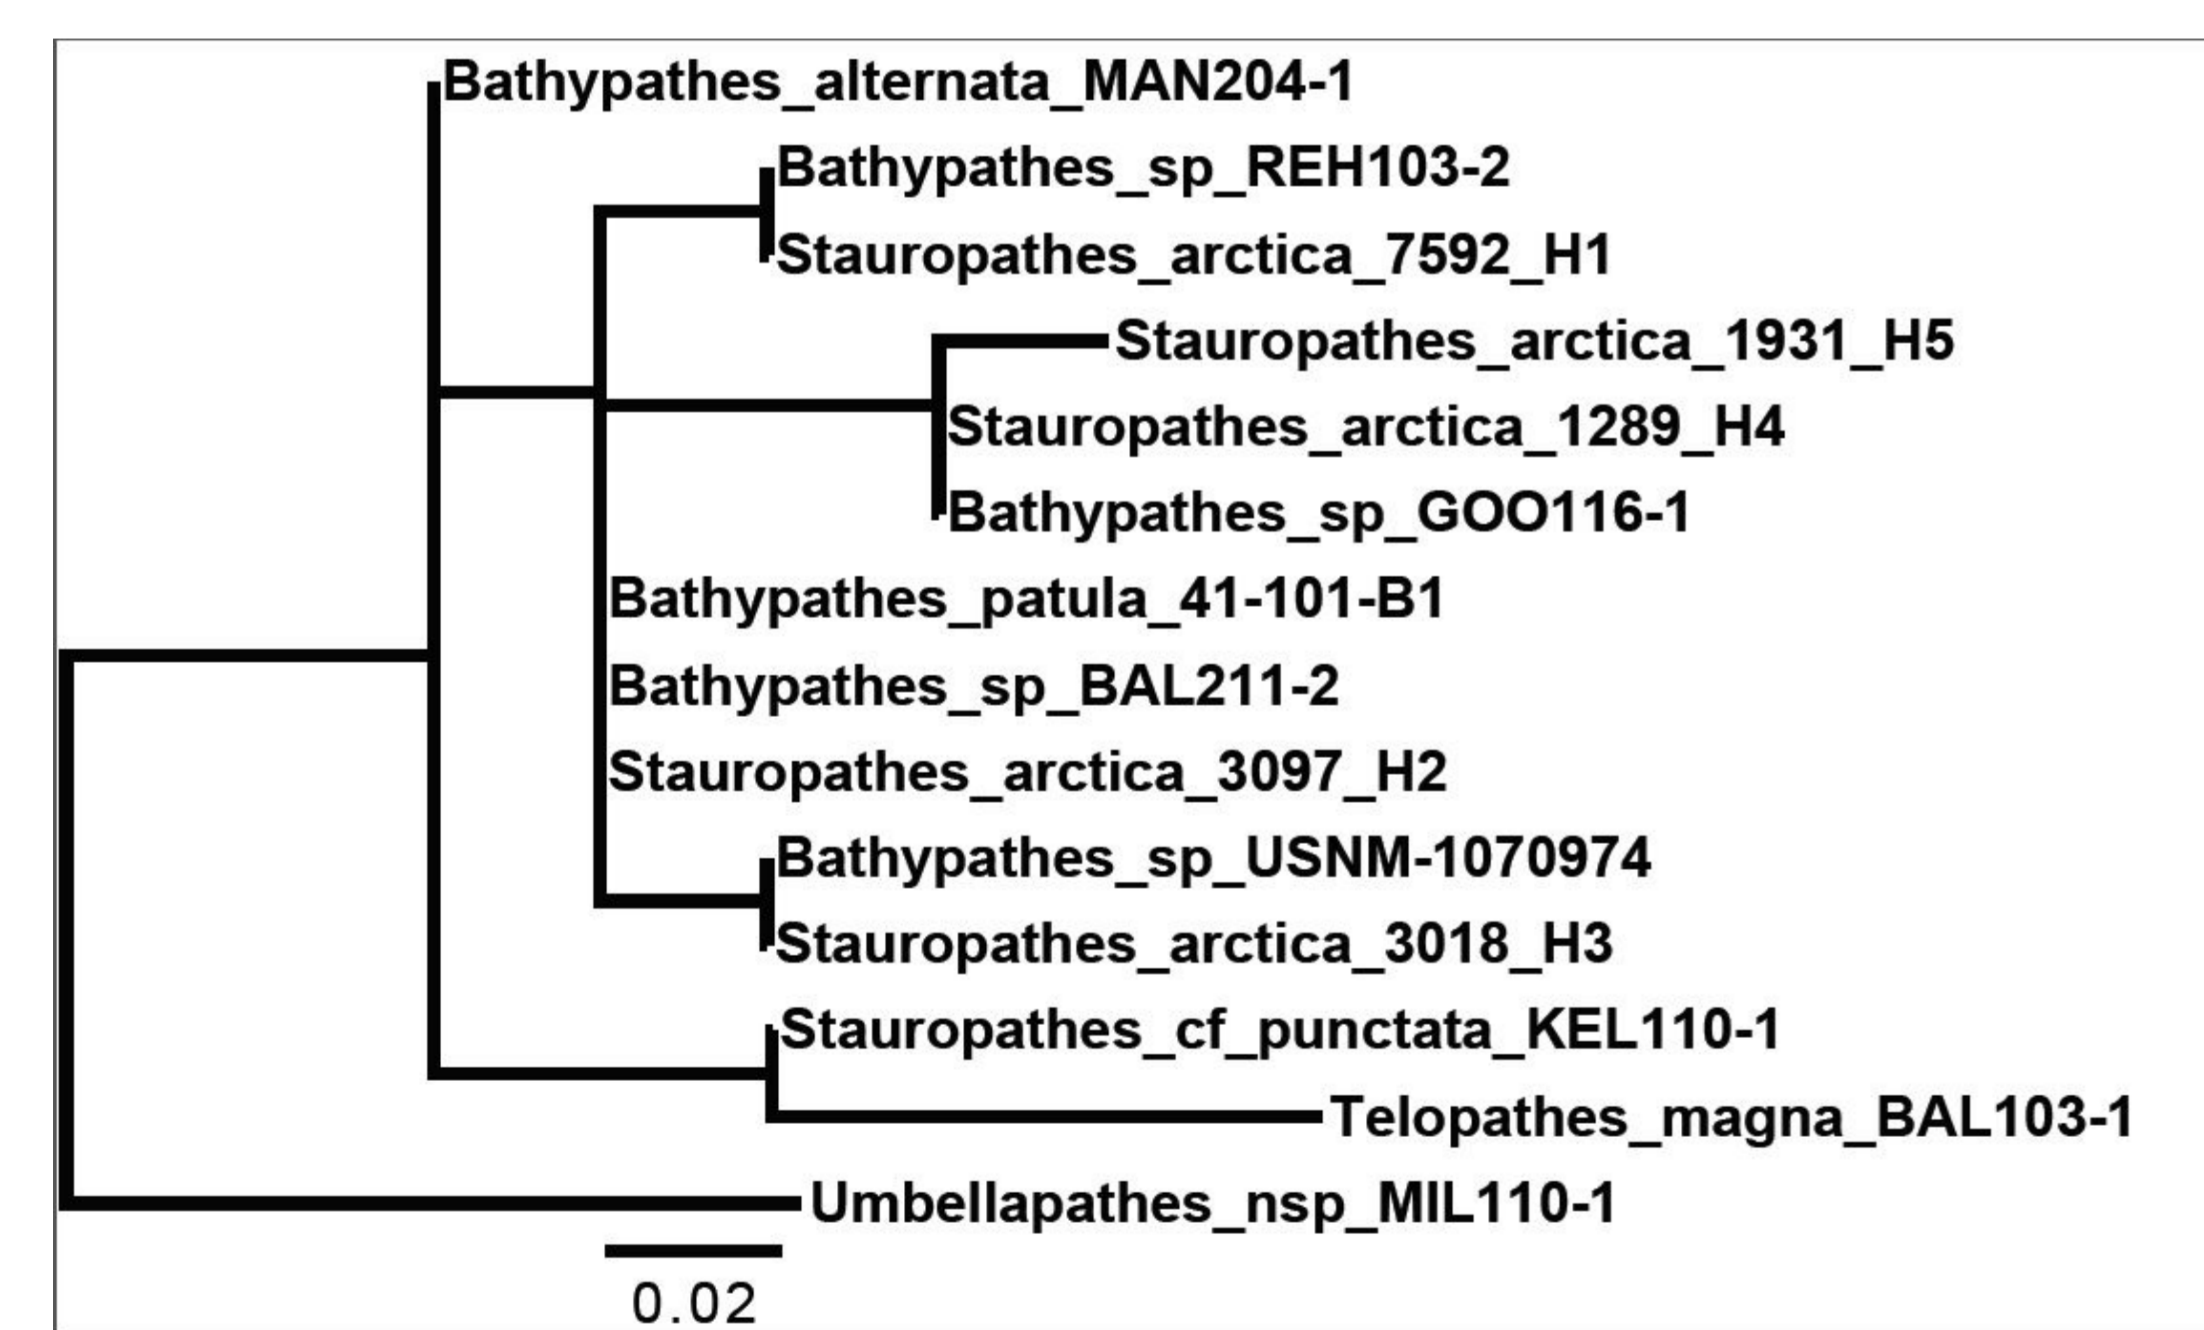 Bathypathes_alternata_MAN204-1
Bathypathes_sp_REH103-2
Stauropathes_arctica_7592_H1
Stauropathes_arctica_1931_H5
Stauropathes_arctica_1289_H4
Bathypathes_sp_GOO116-1
Bathypathes_patula_41-101-B1
Bathypathes_sp_BAL211-2
Stauropathes_arctica_3097_H2
Bathypathes_sp_USNM-1070974
Stauropathes_arctica_3018_H3
Stauropathes_cf_punctata_KEL110-1
Telopathes_magna_BAL103-1
Umbellapathes_nsp_MIL110-1
0.02